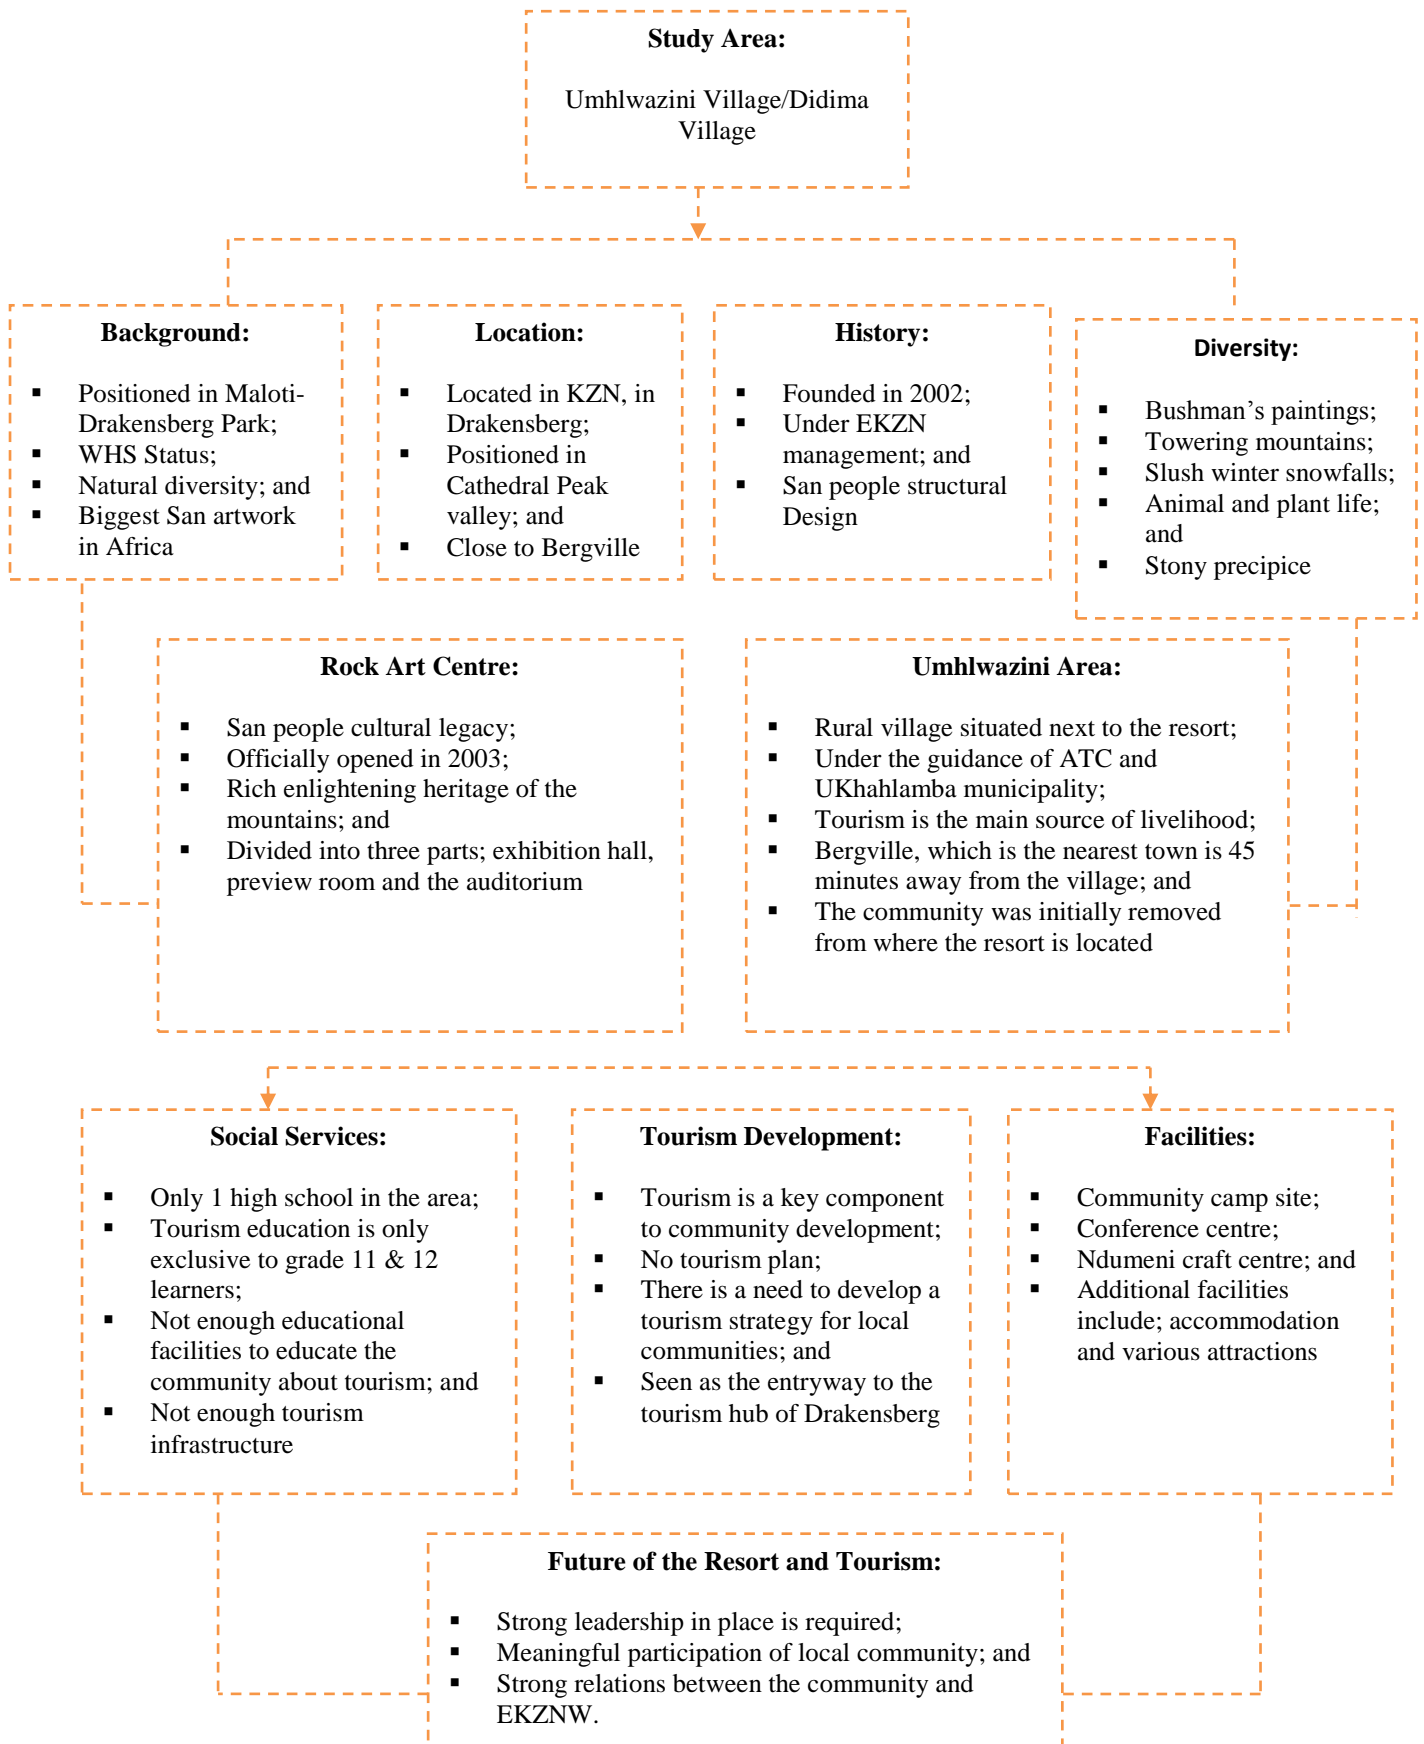 Study Area:
Umhlwazini Village/Didima
Village
Background:
▪ Positioned in Maloti-
Drakensberg Park;
▪ WHS Status;
▪ Natural diversity; and
▪ Biggest San artwork
in Africa
Location:
▪ Located in KZN, in
Drakensberg;
▪ Positioned in
Cathedral Peak
valley; and
▪ Close to Bergville
History:
▪ Founded in 2002;
▪ Under EKZN
management; and
▪ San people structural
Design
Diversity:
▪ Bushman’s paintings;
▪ Towering mountains;
▪ Slush winter snowfalls;
▪ Animal and plant life;
and
▪ Stony precipice
Rock Art Centre:
▪ San people cultural legacy;
▪ Officially opened in 2003;
▪ Rich enlightening heritage of the
mountains; and
▪ Divided into three parts; exhibition hall,
preview room and the auditorium
Umhlwazini Area:
▪ Rural village situated next to the resort;
▪ Under the guidance of ATC and
UKhahlamba municipality;
▪ Tourism is the main source of livelihood;
▪ Bergville, which is the nearest town is 45
minutes away from the village; and
▪ The community was initially removed
from where the resort is located
Social Services:
▪ Only 1 high school in the area;
▪ Tourism education is only
exclusive to grade 11 & 12
learners;
▪ Not enough educational
facilities to educate the
community about tourism; and
▪ Not enough tourism
infrastructure
Tourism Development:
▪ Tourism is a key component
to community development;
▪ No tourism plan;
▪ There is a need to develop a
tourism strategy for local
communities; and
▪ Seen as the entryway to the
tourism hub of Drakensberg
Facilities:
▪ Community camp site;
▪ Conference centre;
▪ Ndumeni craft centre; and
▪ Additional facilities
include; accommodation
and various attractions
Future of the Resort and Tourism:
▪ Strong leadership in place is required;
▪ Meaningful participation of local community; and
▪ Strong relations between the community and
EKZNW.